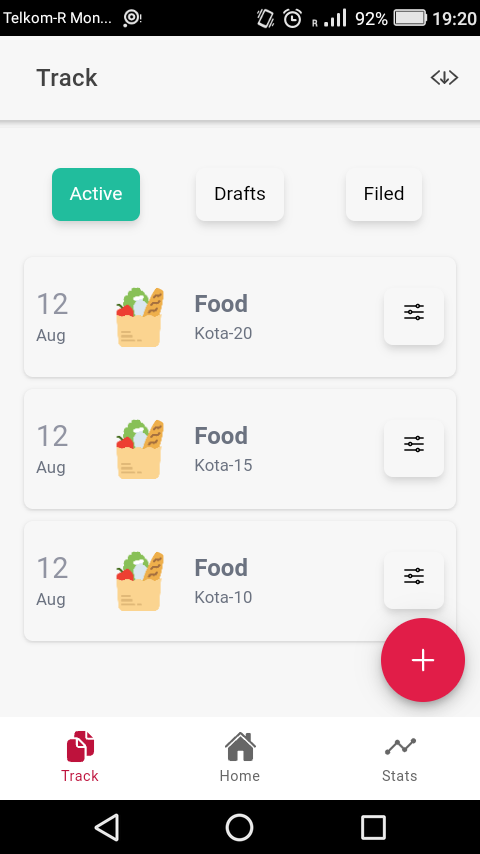 Telkom-R Mon... R 92% 19:20
Track
Active Drafts Filed
12
Aug
Food
Kota-20
12
Aug
Food
Kota-15
12
Aug
Food
Kota-10
Track Home Stats